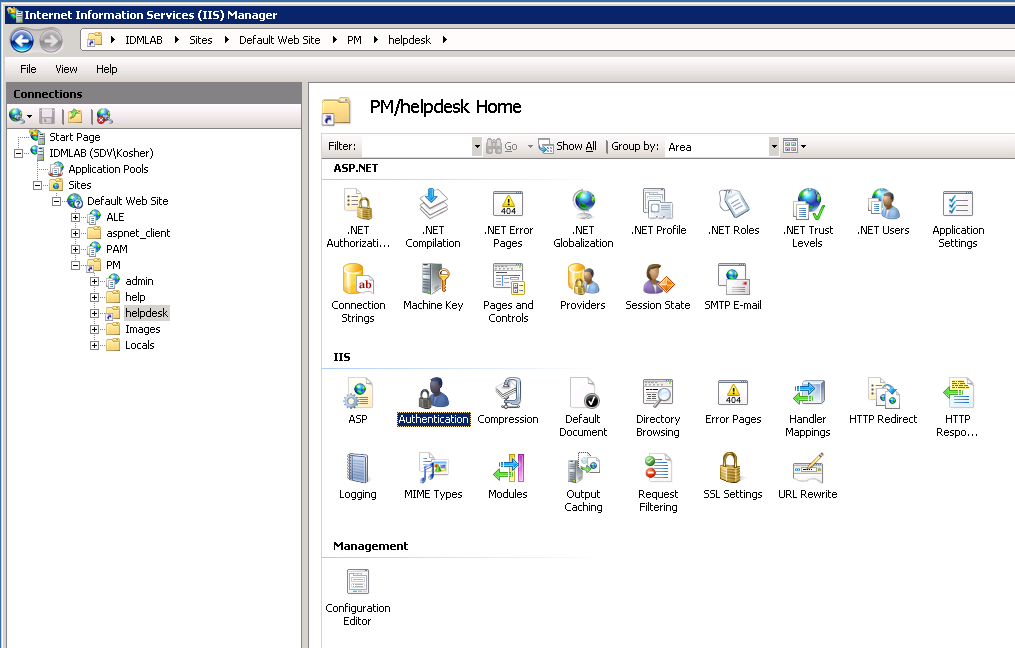 Internet Information Services (IIS) Manager
IDMLAB Sites Default Web Site PM helpdesk
File View Help
Connections
Start Page
IDMLAB (SDV\Kosher)
Application Pools
Sites
Default Web Site
ALE
aspnet_client
PAM
PM
admin
help
helpdesk
Images
Locals
PM/helpdesk Home
Filter: Go Show All Group by: Area
ASP.NET
.NET .NET .NET Error .NET .NET Profile .NET Roles .NET Trust .NET Users Application
Authorizati... Compilation Pages Globalization Levels Settings
404
Connection Machine Key Pages and Providers Session State SMTP E-mail
Strings Controls
ab
IIS
ASP Authentication Compression Default Directory Error Pages Handler HTTP Redirect HTTP
Document Browsing Mappings Respo...
404
Logging MIME Types Modules Output Request SSL Settings URL Rewrite
Caching Filtering
Management
Configuration
Editor